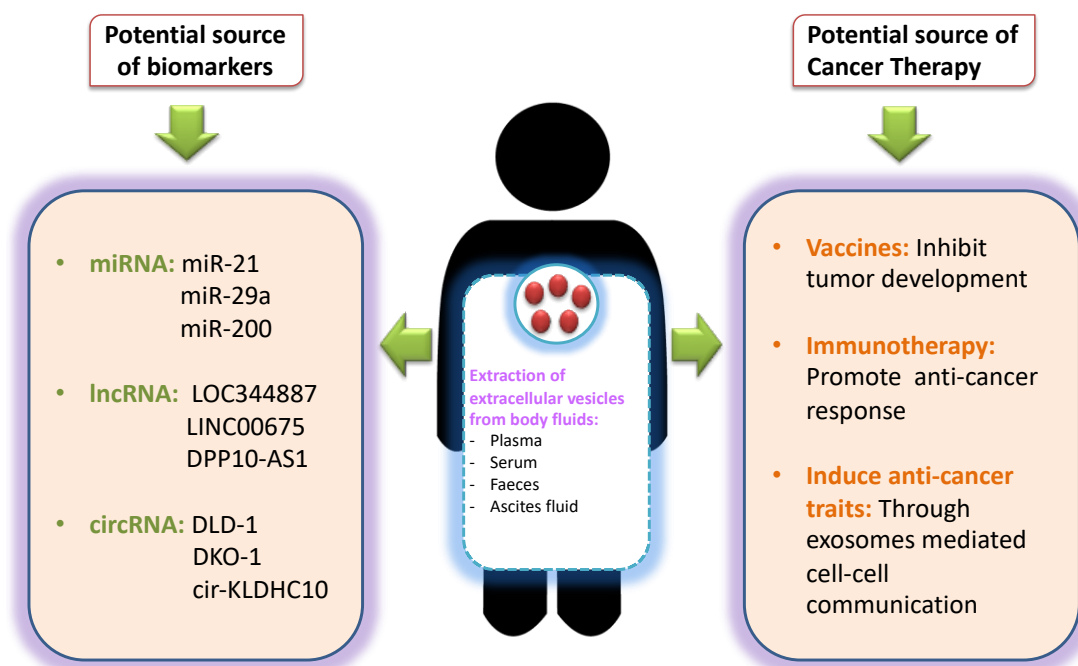 Potential source
of biomarkers
• miRNA: miR-21
miR-29a
miR-200
• lncRNA: LOC344887
LINC00675
DPP10-AS1
• circRNA: DLD-1
DKO-1
cir-KLDHC10
Extraction of
extracellular vesicles
from body fluids:
- Plasma
- Serum
- Faeces
- Ascites fluid
Potential source of
Cancer Therapy
• Vaccines: Inhibit
tumor development
• Immunotherapy:
Promote anti-cancer
response
• Induce anti-cancer
traits: Through
exosomes mediated
cell-cell
communication